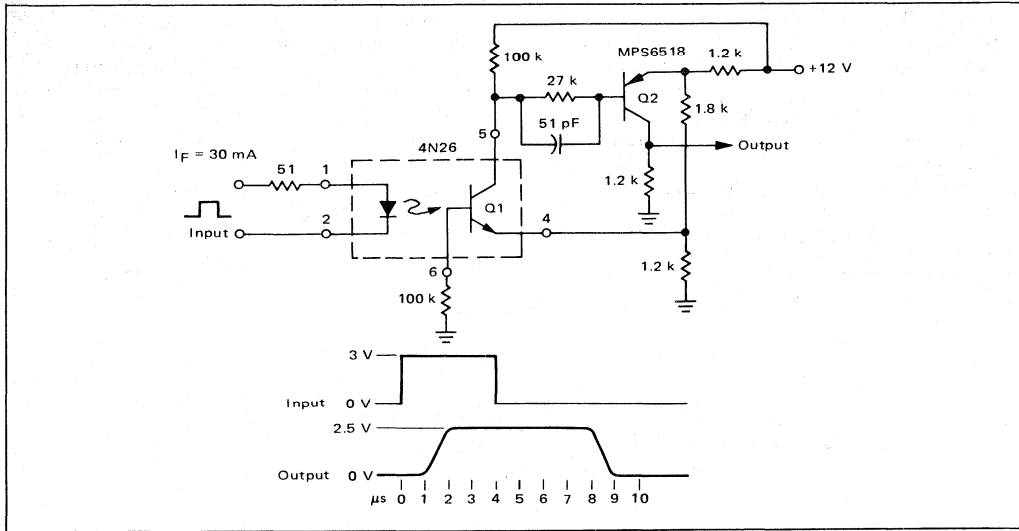 100 k
MPS6518
1.2 k
+12 V
27 k
Q2
1.8 k
51 pF
5
4N26
Output
I_F = 30 mA
51
1
1.2 k
Q1
2
4
Input
1.2 k
6
100 k
3 V
Input 0 V
2.5 V
Output 0 V
μs 0 1 2 3 4 5 6 7 8 9 10